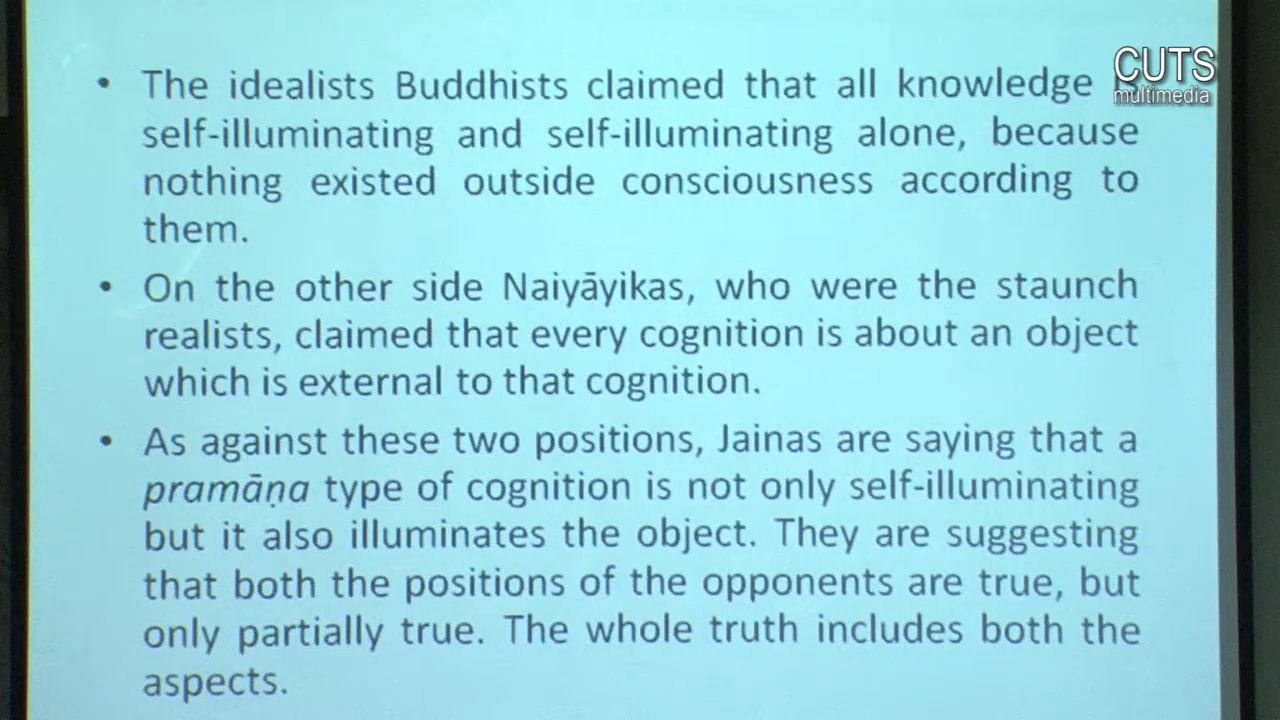 • The idealists Buddhists claimed that all knowledge
self-illuminating and self-illuminating alone, because
nothing existed outside consciousness according to
them.
• On the other side Naiyāyikas, who were the staunch
realists, claimed that every cognition is about an object
which is external to that cognition.
• As against these two positions, Jainas are saying that a
pramāṇa type of cognition is not only self-illuminating
but it also illuminates the object. They are suggesting
that both the positions of the opponents are true, but
only partially true. The whole truth includes both the
aspects.
CUTS
multimedia